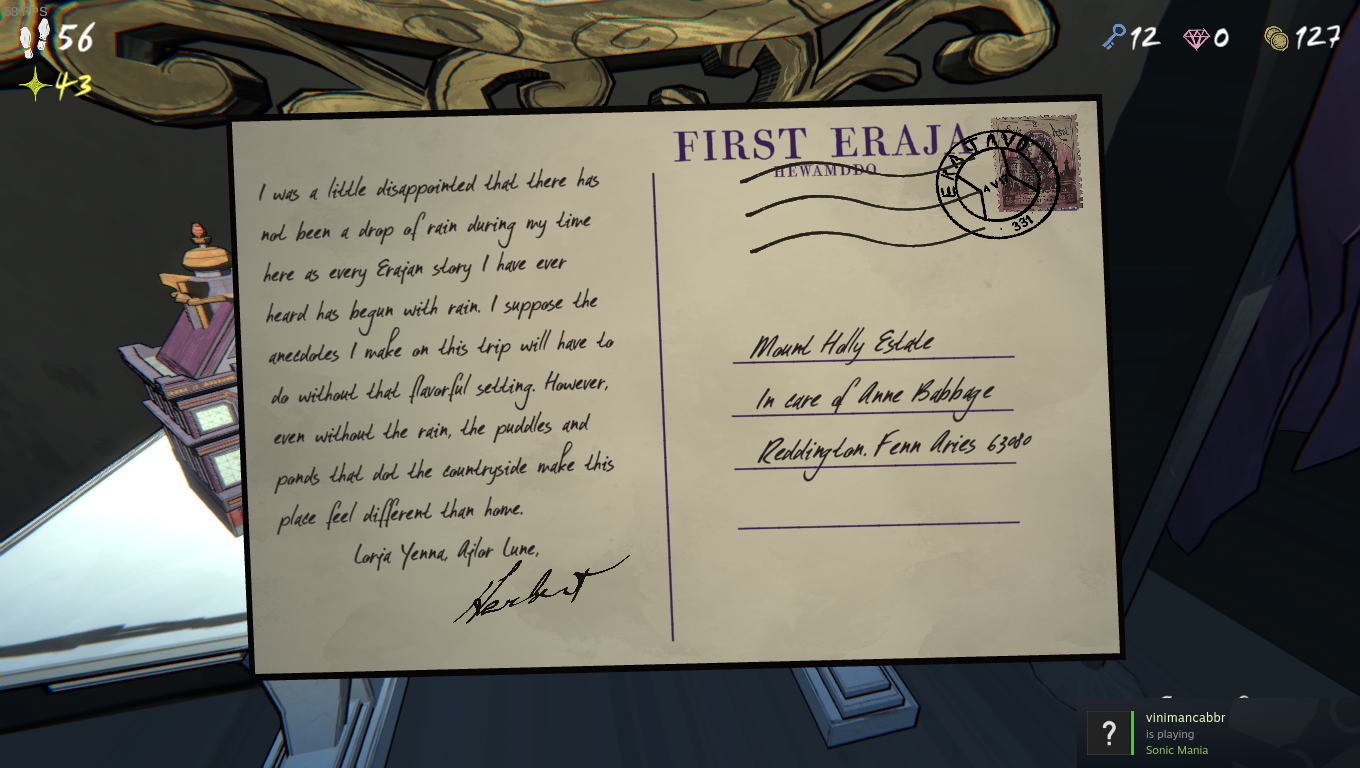 68 FPS
56
43
12
0
127
FIRST ERAJA
HEWAMDDO
ERAJAVO
331
I was a little disappointed that there has
not been a drop of rain during my time
here as every Erajan story I have ever
heard has begun with rain. I suppose the
anecdotes I make on this trip will have to
do without that flavorful setting. However,
even without the rain, the puddles and
ponds that dot the countryside make this
place feel different than home.
Lorja Yenna, Ajlor Lune,
Herbert
Mount Holly Estate
In care of Anne Babbage
Reddington. Fenn Aries 63080
?
vinimancabbr
is playing
Sonic Mania